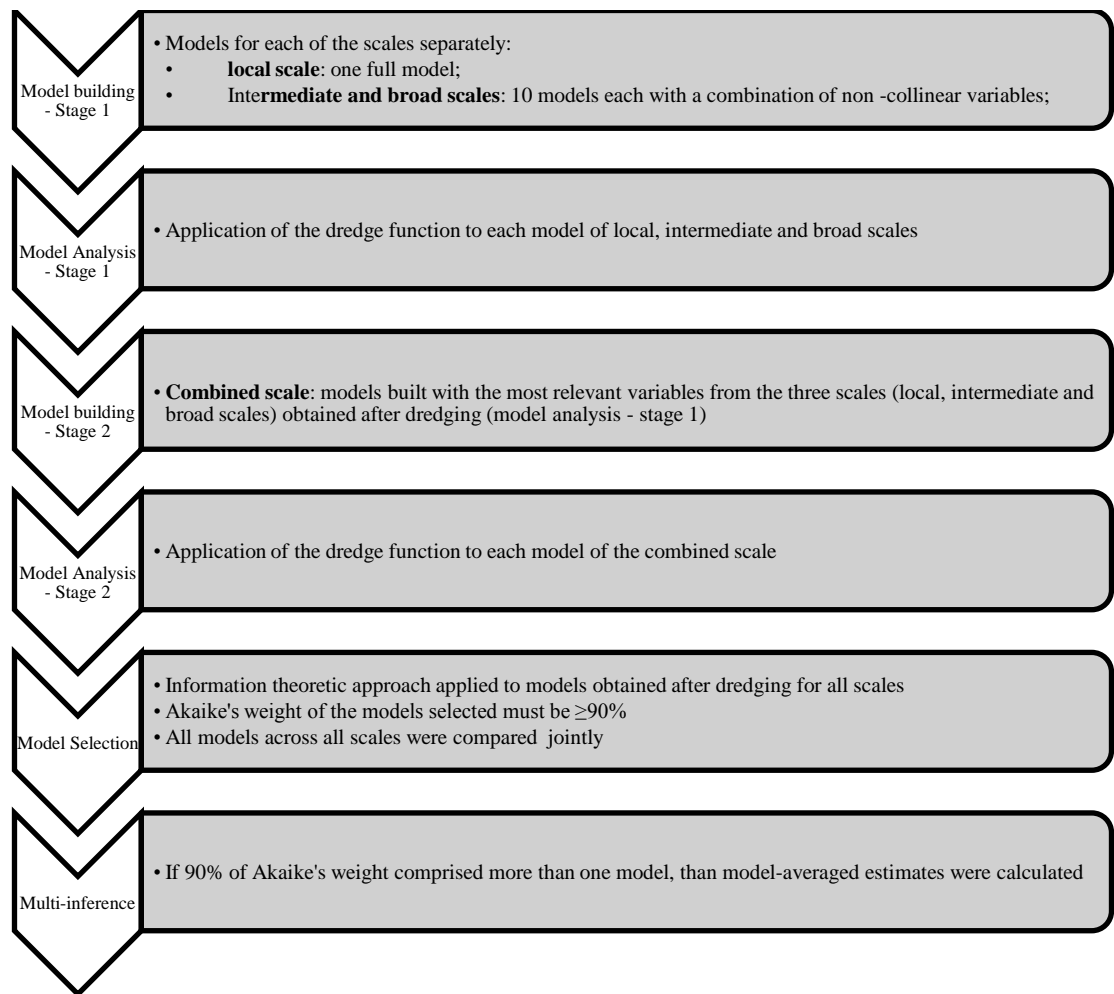 Model building
- Stage 1
• Models for each of the scales separately:
• local scale: one full model;
• Intermediate and broad scales: 10 models each with a combination of non -collinear variables;
Model Analysis
- Stage 1
• Application of the dredge function to each model of local, intermediate and broad scales
Model building
- Stage 2
• Combined scale: models built with the most relevant variables from the three scales (local, intermediate and
broad scales) obtained after dredging (model analysis - stage 1)
Model Analysis
- Stage 2
• Application of the dredge function to each model of the combined scale
Model Selection
• Information theoretic approach applied to models obtained after dredging for all scales
• Akaike's weight of the models selected must be ≥90%
• All models across all scales were compared jointly
Multi-inference
• If 90% of Akaike's weight comprised more than one model, than model-averaged estimates were calculated